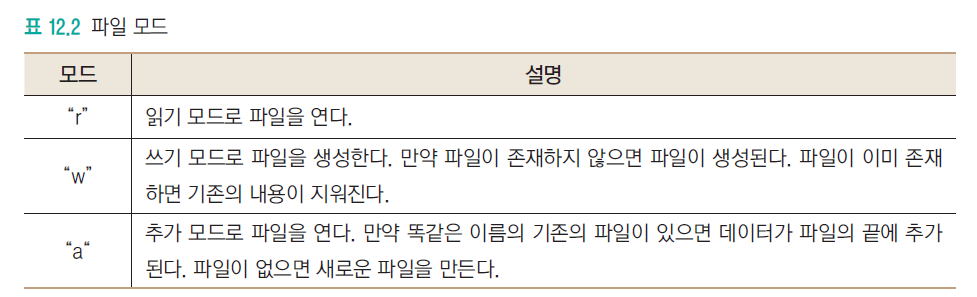 표 12.2 파일 모드
모드 설명
“r” 읽기 모드로 파일을 연다.
쓰기 모드로 파일을 생성한다. 만약 파일이 존재하지 않으면 파일이 생성된다. 파일이 이미 존재
“w”
하면 기존의 내용이 지워진다.
추가 모드로 파일을 연다. 만약 똑같은 이름의 기존의 파일이 있으면 데이터가 파일의 끝에 추가
“a“
된다. 파일이 없으면 새로운 파일을 만든다.